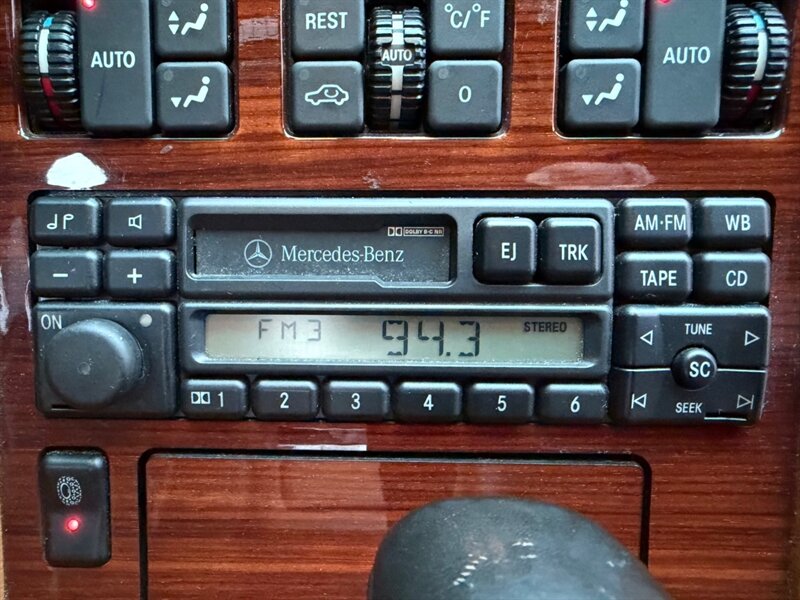 REST
°C/°F
AUTO
AUTO
AUTO
0
DOLBY B-C NR
Mercedes-Benz
EJ
TRK
AM·FM
WB
−
+
TAPE
CD
ON
FM3
94.3
STEREO
TUNE
SC
SEEK
1
2
3
4
5
6